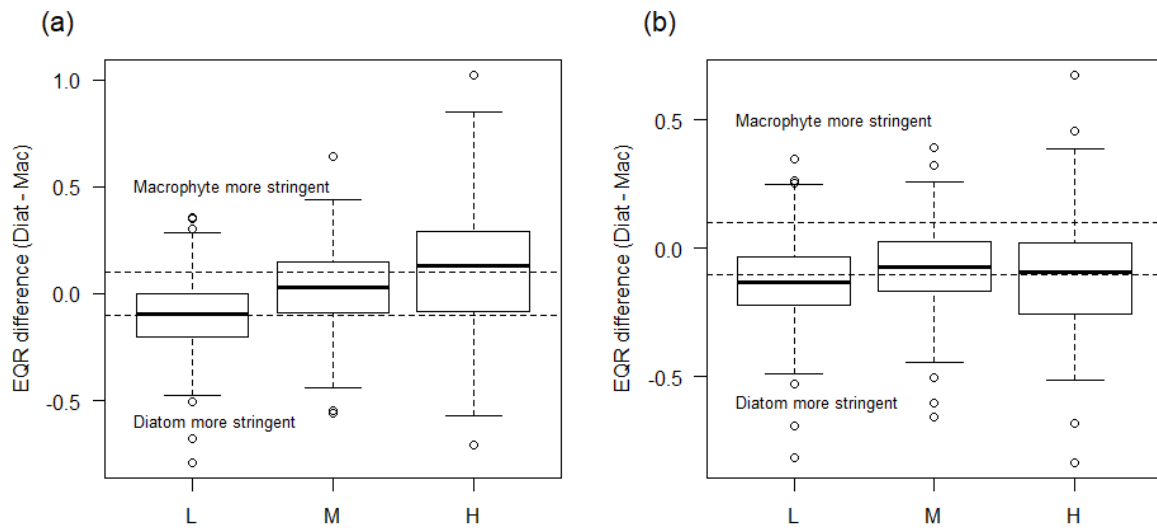 (a)
EQR difference (Diat - Mac)
1.0
0.5
0.0
-0.5
Macrophyte more stringent
Diatom more stringent
L M H
(b)
EQR difference (Diat - Mac)
0.5
0.0
-0.5
Macrophyte more stringent
Diatom more stringent
L M H